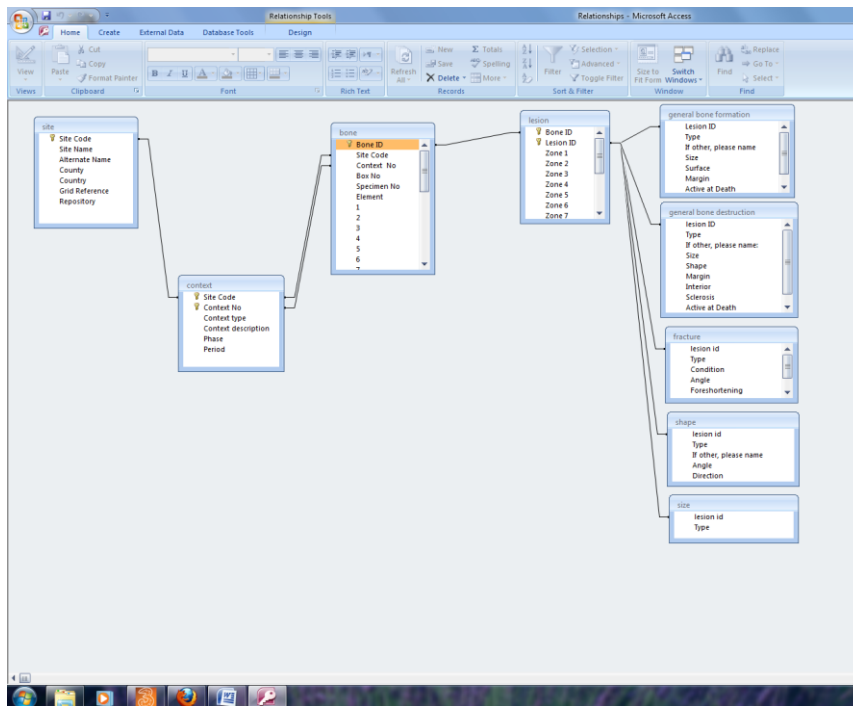 Relationship Tools
Relationships - Microsoft Access
Home Create External Data Database Tools Design
View
Views
Paste
Cut
Copy
Format Painter
Clipboard
B I U A
Font
Rich Text
Refresh
All
New
Save
Delete
Σ Totals
Spelling
More
Records
Filter
Selection
Advanced
Toggle Filter
Sort & Filter
Size to
Fit Form
Switch
Windows
Window
Find
Replace
Go To
Select
Find
site
Site Code
Site Name
Alternate Name
County
Country
Grid Reference
Repository
context
Site Code
Context No
Context type
Context description
Phase
Period
bone
Bone ID
Site Code
Context No
Box No
Specimen No
Element
1
2
3
4
5
6
7
lesion
Bone ID
Lesion ID
Zone 1
Zone 2
Zone 3
Zone 4
Zone 5
Zone 6
Zone 7
general bone formation
Lesion ID
Type
If other, please name
Size
Surface
Margin
Active at Death
general bone destruction
lesion ID
Type
If other, please name:
Size
Shape
Margin
Interior
Sclerosis
Active at Death
fracture
lesion id
Type
Condition
Angle
Foreshortening
shape
lesion id
Type
If other, please name
Angle
Direction
size
lesion id
Type